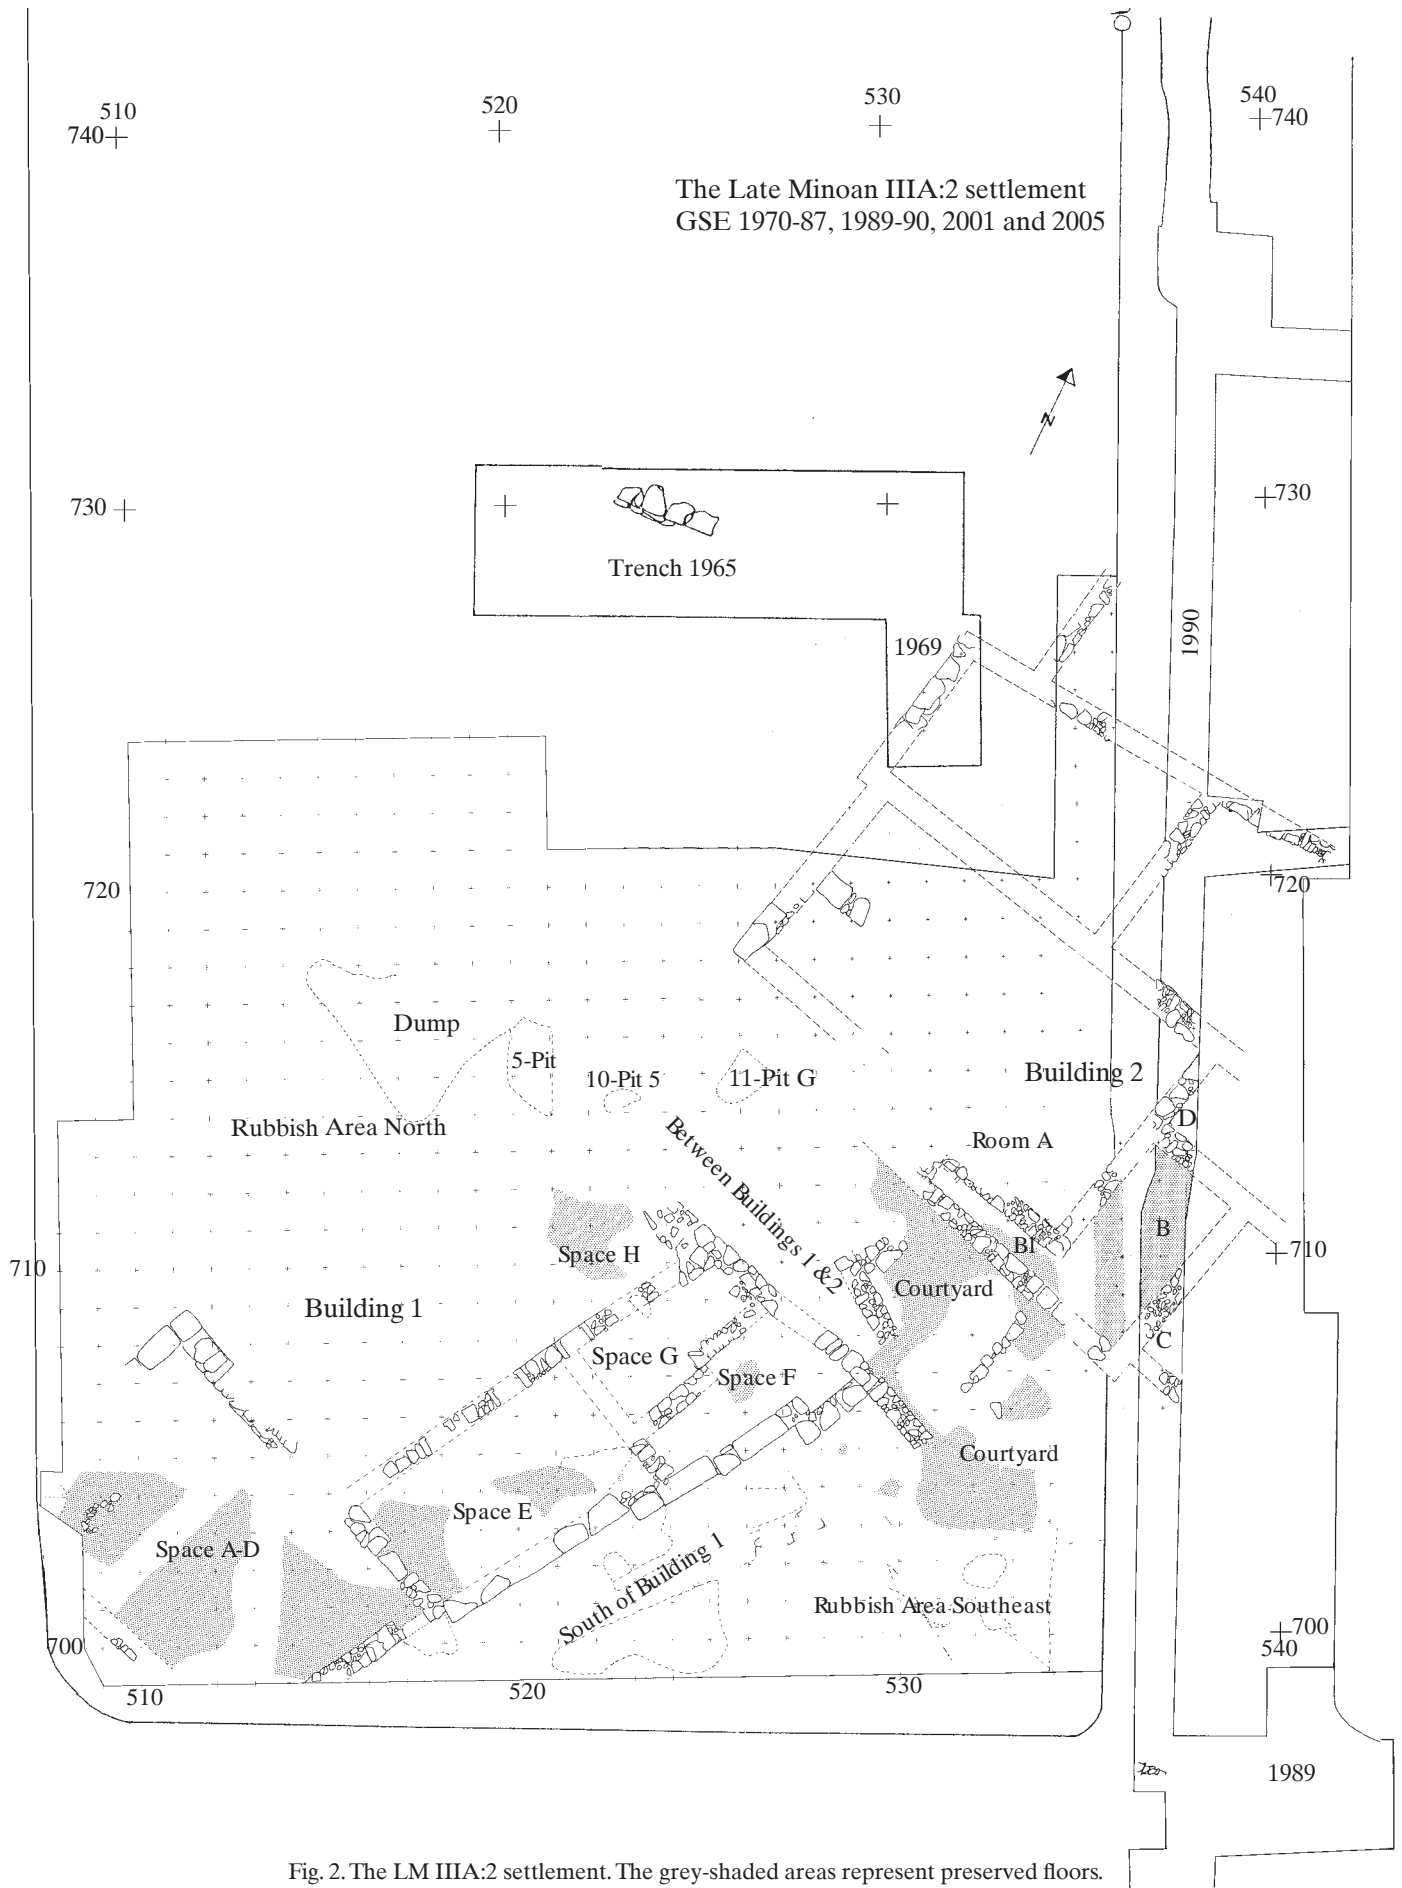 510
520
530
540
740
740
The Late Minoan IIIA:2 settlement
GSE 1970-87, 1989-90, 2001 and 2005
N
730
730
Trench 1965
1969
1990
720
720
Dump
5-Pit
10-Pit 5
11-Pit G
Building 2
Rubbish Area North
Between Buildings 1 & 2
Room A
D
B
B1
Space H
710
710
Courtyard
Building 1
Space G
C
Space F
Courtyard
Space E
Space A-D
South of Building 1
Rubbish Area Southeast
700
700
540
510
520
530
1989
Fig. 2. The LM IIIA:2 settlement. The grey-shaded areas represent preserved floors.